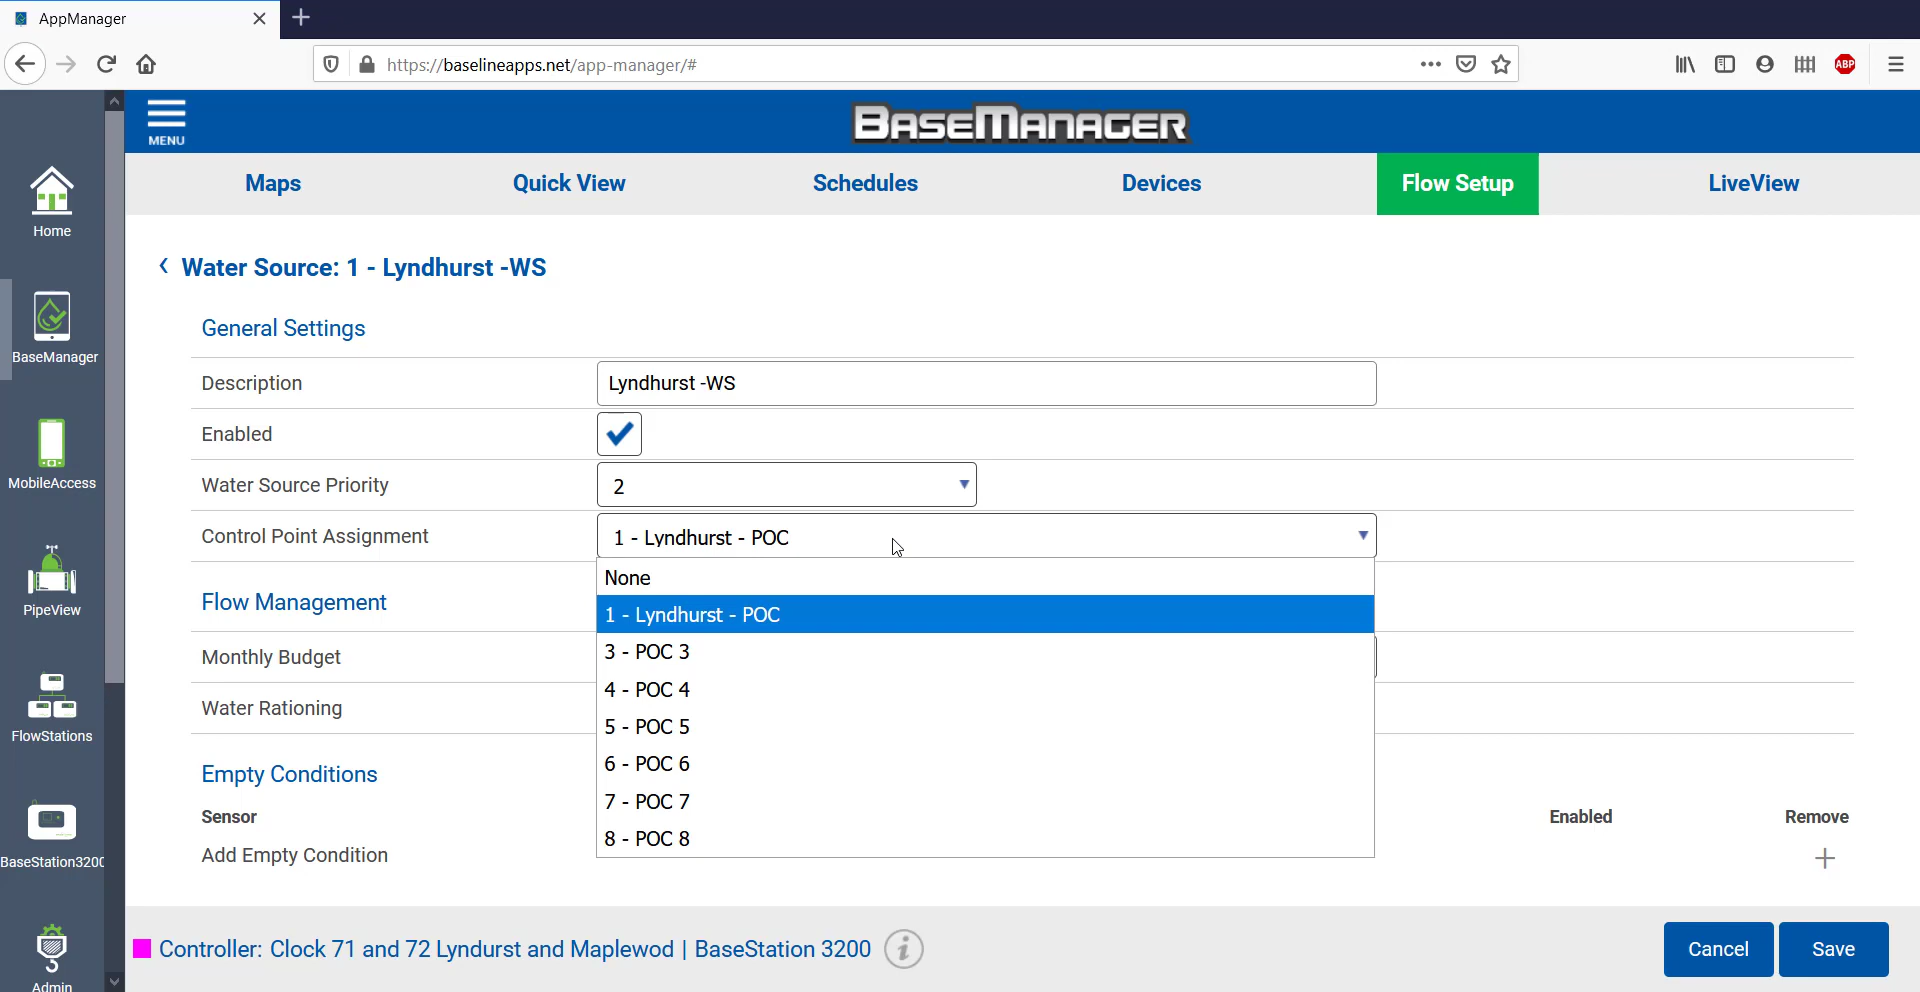 AppManager
https://baselineapps.net/app-manager/#
ABP
MENU
BaseManager
Maps
Quick View
Schedules
Devices
Flow Setup
LiveView
Home
BaseManager
MobileAccess
PipeView
FlowStations
BaseStation3200
Admin
‹ Water Source: 1 - Lyndhurst -WS
General Settings
Description
Lyndhurst -WS
Enabled
Water Source Priority
2
Control Point Assignment
1 - Lyndhurst - POC
None
1 - Lyndhurst - POC
3 - POC 3
4 - POC 4
5 - POC 5
6 - POC 6
7 - POC 7
8 - POC 8
Flow Management
Monthly Budget
Water Rationing
Empty Conditions
Sensor
Enabled
Remove
Add Empty Condition
Controller: Clock 71 and 72 Lyndurst and Maplewod | BaseStation 3200
Cancel
Save